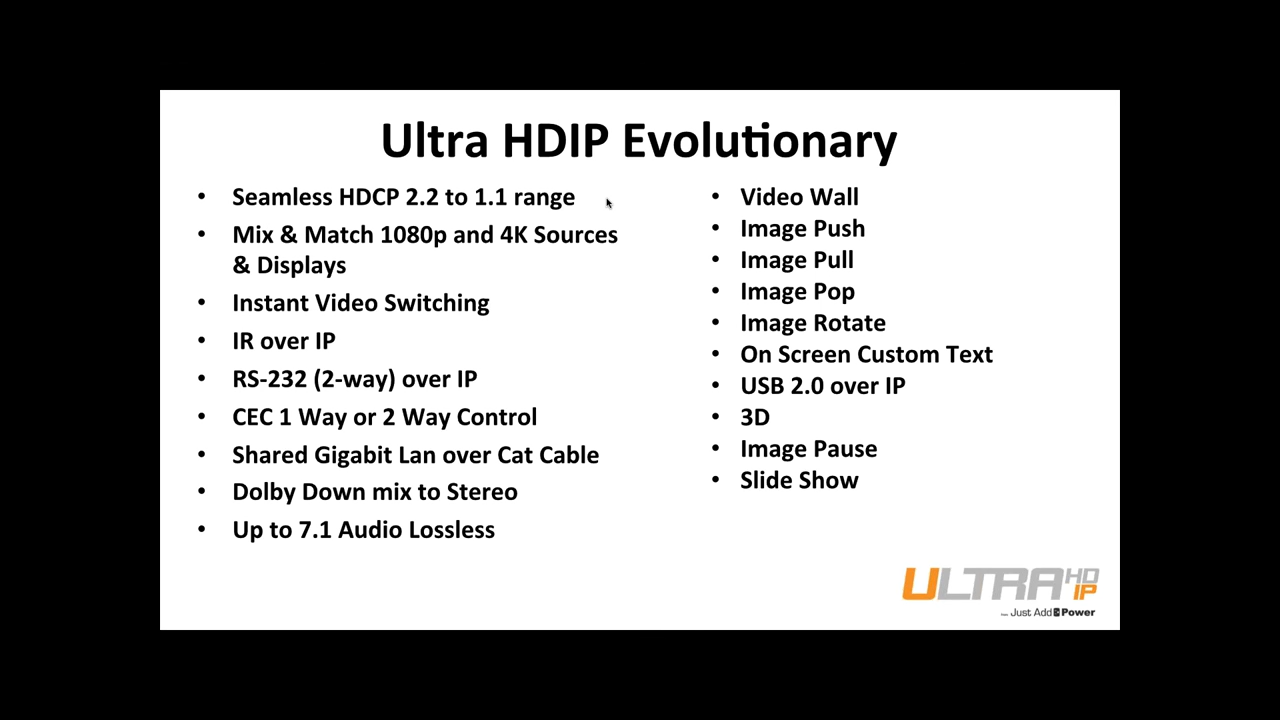 Ultra HDIP Evolutionary
• Seamless HDCP 2.2 to 1.1 range
• Mix & Match 1080p and 4K Sources
& Displays
• Instant Video Switching
• IR over IP
• RS-232 (2-way) over IP
• CEC 1 Way or 2 Way Control
• Shared Gigabit Lan over Cat Cable
• Dolby Down mix to Stereo
• Up to 7.1 Audio Lossless
• Video Wall
• Image Push
• Image Pull
• Image Pop
• Image Rotate
• On Screen Custom Text
• USB 2.0 over IP
• 3D
• Image Pause
• Slide Show
ULTRA HD IP
Just Add Power